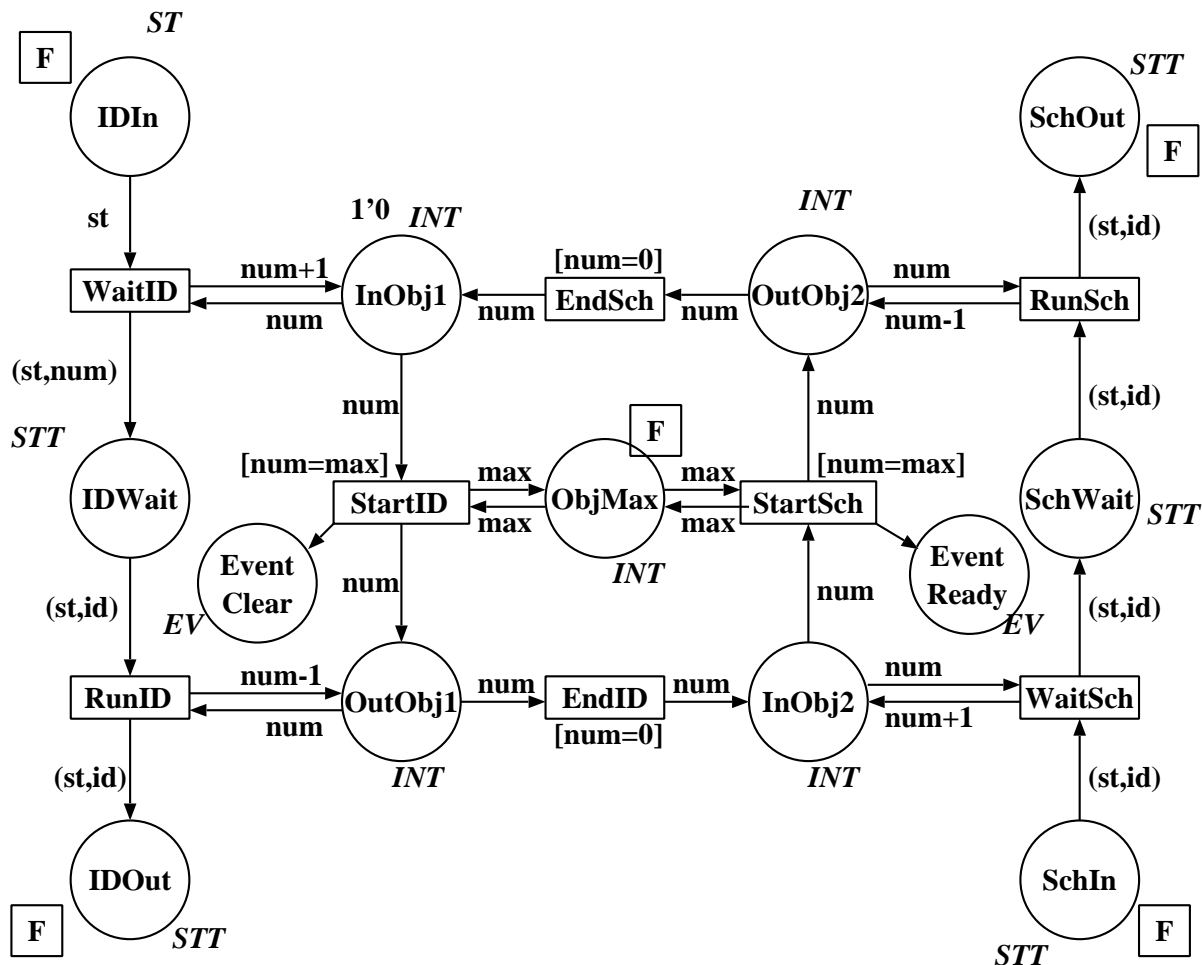 ST
F
IDIn
STT
SchOut
F
st
1'0
INT
INT
(st,id)
WaitID
num+1
num
InObj1
[num=0]
EndSch
num
num
OutObj2
num
num-1
RunSch
(st,num)
num
num
(st,id)
STT
IDWait
[num=max]
StartID
max
max
F
ObjMax
INT
max
max
[num=max]
StartSch
SchWait
STT
Event
Clear
EV
num
num
Event
Ready
EV
(st,id)
(st,id)
RunID
num-1
num
OutObj1
INT
num
EndID
[num=0]
num
InObj2
INT
num
num+1
WaitSch
(st,id)
(st,id)
IDOut
F
STT
SchIn
F
STT